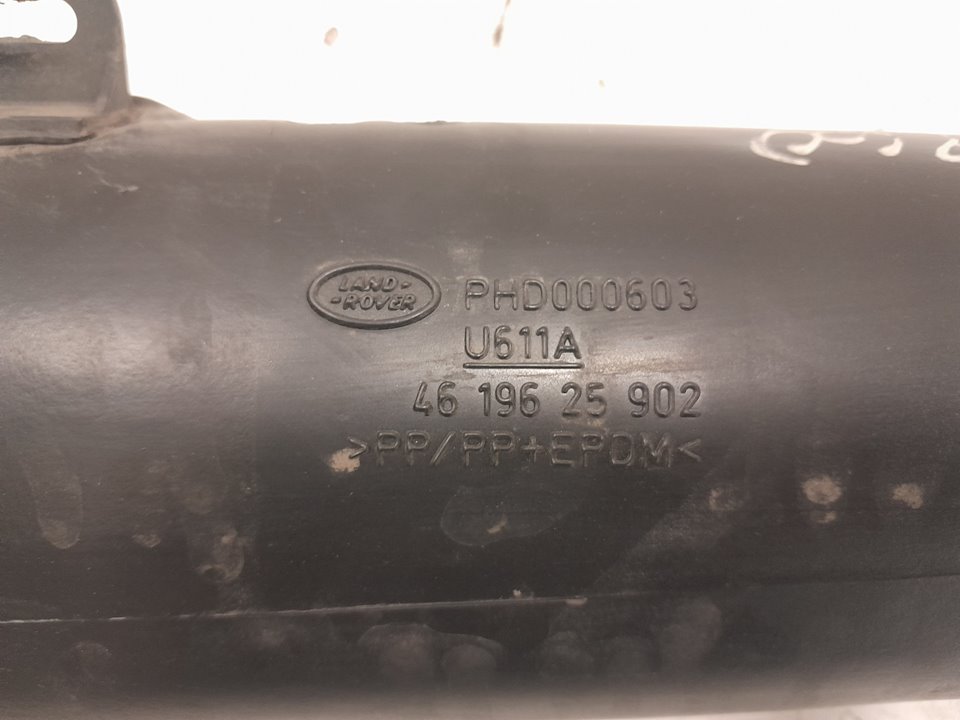 LAND-
-ROVER
PHD000603
U611A
46 196 25 902
>PP/PP+EPDM<